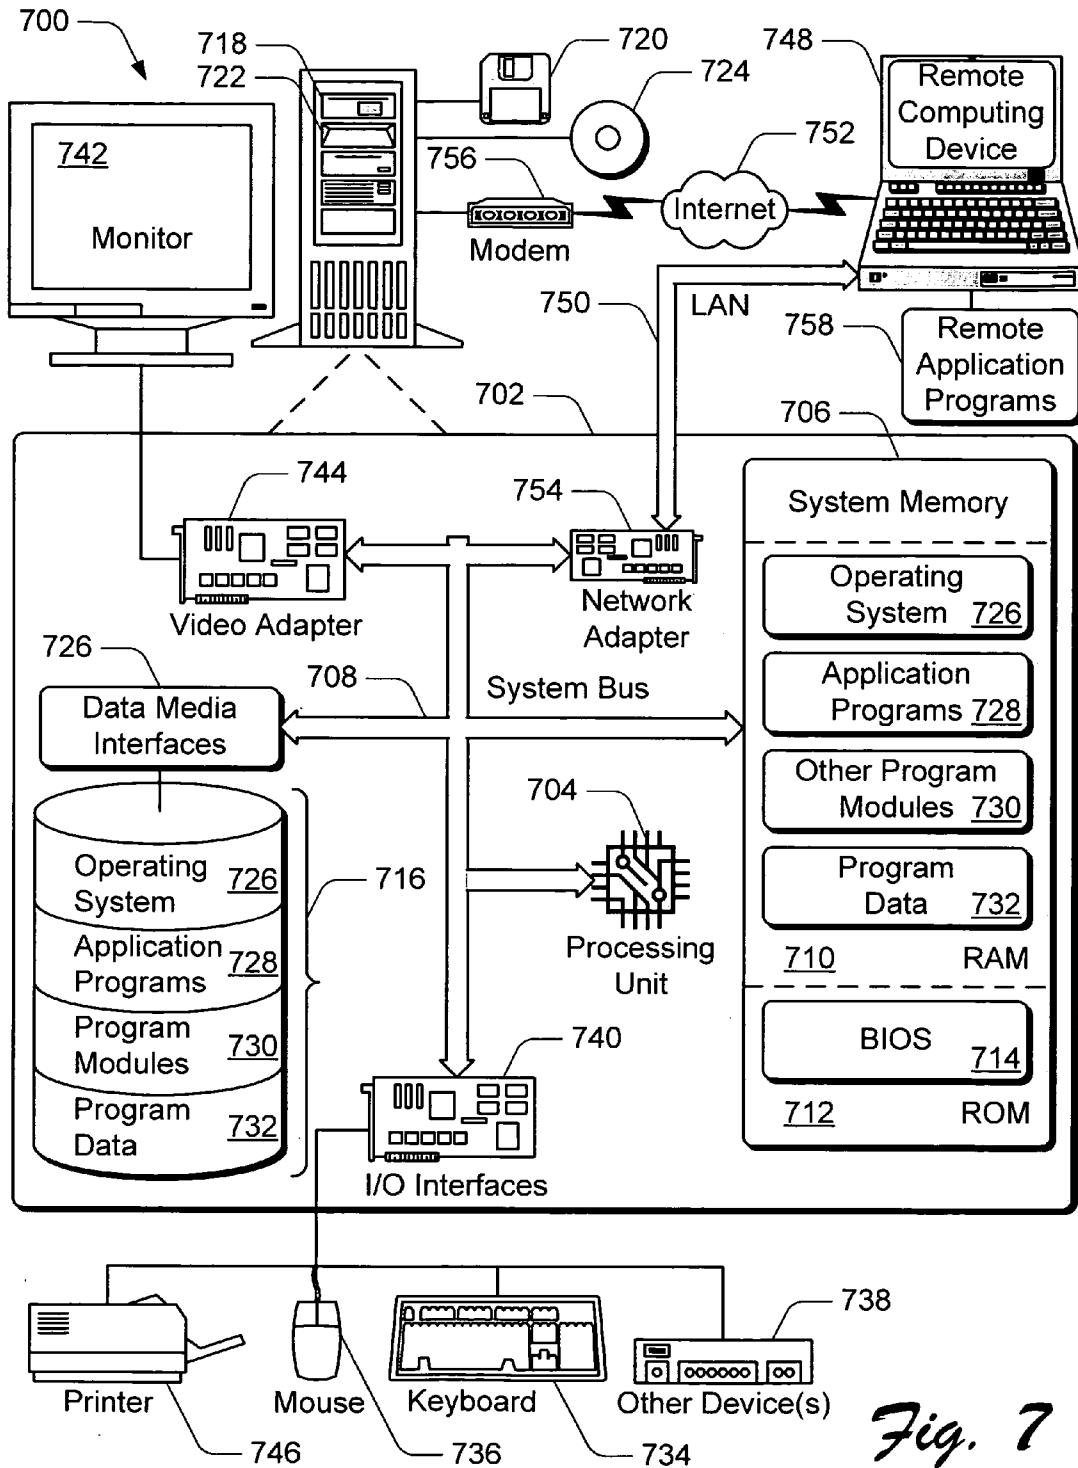 700
718
722
720
724
748
Remote
Computing
Device
742
Monitor
756
752
Internet
Modem
750
LAN
758
Remote
Application
Programs
702
706
744
754
System Memory
Operating
System 726
Video Adapter
Network
Adapter
726
708
System Bus
Application
Programs 728
Data Media
Interfaces
Other Program
Modules 730
704
Operating
System 726
716
Program
Data 732
Application
Programs 728
Processing
Unit
710 RAM
Program
Modules 730
740
BIOS 714
Program
Data 732
712 ROM
I/O Interfaces
738
Printer
Mouse
Keyboard
Other Device(s)
746
736
734
Fig. 7